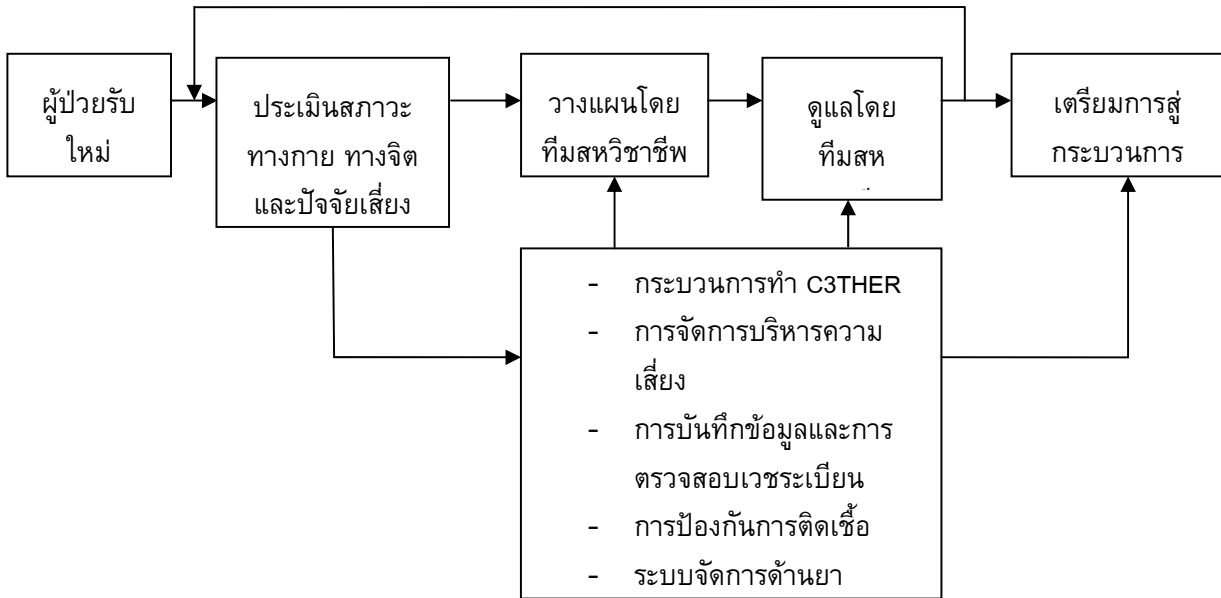 ผู้ป่วยรับ
ใหม่
ประเมินสภาวะ
ทางกาย ทางจิต
และปัจจัยเสี่ยง
วางแผนโดย
ทีมสหวิชาชีพ
ดูแลโดย
ทีมสห
เตรียมการสู่
กระบวนการ
- กระบวนการทำ C3THER
- การจัดการบริหารความ
เสี่ยง
- การบันทึกข้อมูลและการ
ตรวจสอบเวชระเบียน
- การป้องกันการติดเชื้อ
- ระบบจัดการด้านยา